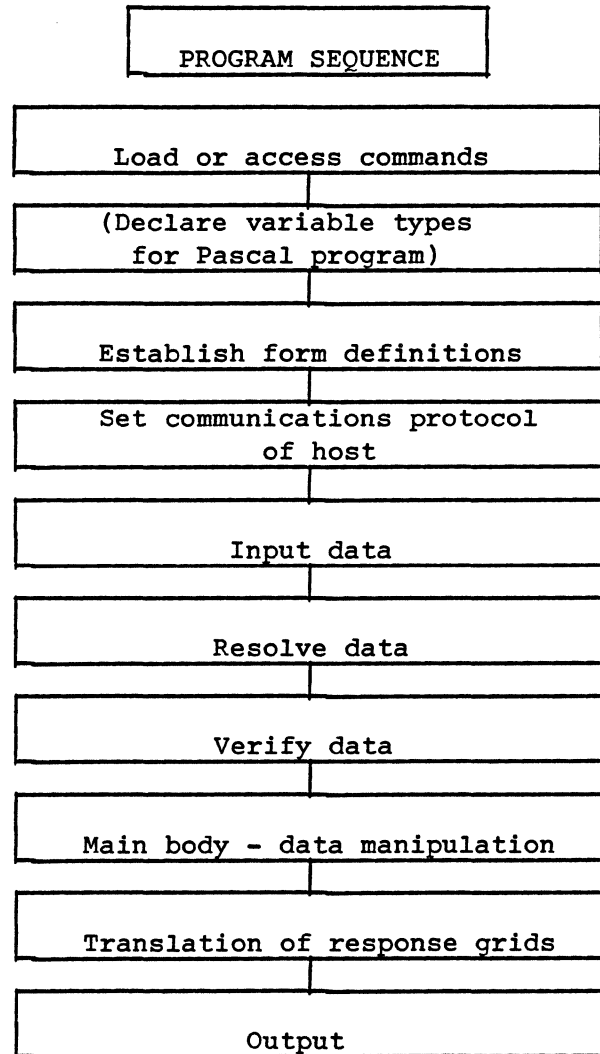 PROGRAM SEQUENCE
Load or access commands
(Declare variable types
for Pascal program)
Establish form definitions
Set communications protocol
of host
Input data
Resolve data
Verify data
Main body - data manipulation
Translation of response grids
Output